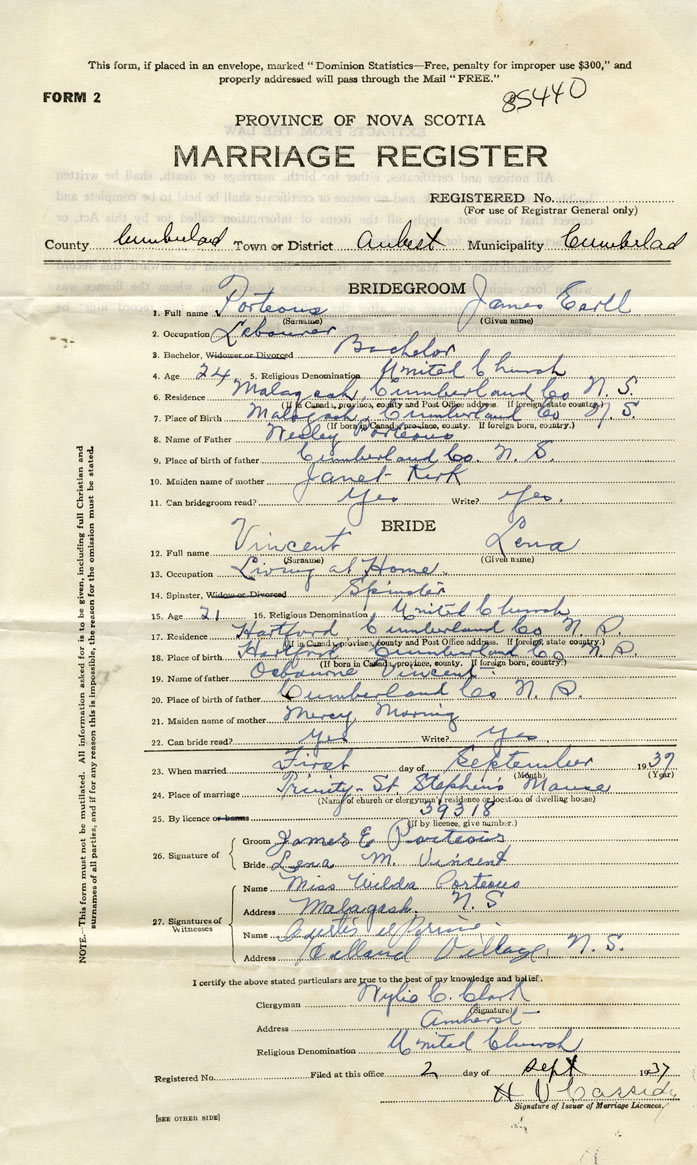 This form, if placed in an envelope, marked "Dominion Statistics—Free, penalty for improper use $300," and
properly addressed will pass through the Mail "FREE."
FORM 2
85440
PROVINCE OF NOVA SCOTIA
MARRIAGE REGISTER
REGISTERED No.
(For use of Registrar General only)
County Cumberlad Town or District Amhest Municipality Cumberlad
BRIDEGROOM
1. Full name Porteous James Earll
(Surname) (Given name)
2. Occupation Lebourer
3. Bachelor, Widower or Divorced Bachelor
4. Age 24 5. Religious Denomination United Church
6. Residence Malagash, Cumberland Co N. S.
(If in Canada, province, county and Post Office address. If foreign, state country.)
7. Place of Birth Malagash, Cumberland Co N. S.
(If born in Canada, province, county. If foreign born, country.)
8. Name of Father Wesley Porteous
9. Place of birth of father Cumberland Co. N. S.
10. Maiden name of mother Janet Kirk
11. Can bridegroom read? Yes Write? Yes.
BRIDE
12. Full name Vincent Lena
(Surname) (Given name)
13. Occupation Living at Home
14. Spinster, Widow or Divorced Spinster
15. Age 21 16. Religious Denomination United Church
17. Residence Hartford Cumberland Co N. S.
(If in Canada, province, county and Post Office address. If foreign, state country.)
18. Place of birth Hartford Cumberland Co N. S.
(If born in Canada, province, county. If foreign born, country.)
19. Name of father Osbourne Vincent
20. Place of birth of father Cumberland Co N. S.
21. Maiden name of mother Mercy Morning
22. Can bride read? Yes Write? Yes.
23. When married First day of September 1937
(Month) (Year)
24. Place of marriage Trinity-St Stephen's Manse
(Name of church or clergyman's residence or location of dwelling house)
25. By licence or banns 39318
(If by licence, give number.)
26. Signature of
Groom James E Porteous
Bride Lena M. Vincent
27. Signatures of Witnesses
Name Miss Wilda Porteous
Address Malagash. N. S
Name Curtis
Address Village, N. S.
I certify the above stated particulars are true to the best of my knowledge and belief.
Clergyman Wylie C. Clark
(Signature)
Address Amherst
Religious Denomination United Church
Registered No. Filed at this office 2 day of Sept 1937
H V Casside
Signature of Issuer of Marriage Licences.
[SEE OTHER SIDE]
NOTE.—This form must not be mutilated. All information asked for is to be given, including full Christian and
surnames of all parties, and if for any reason this is impossible, the reason for the omission must be stated.